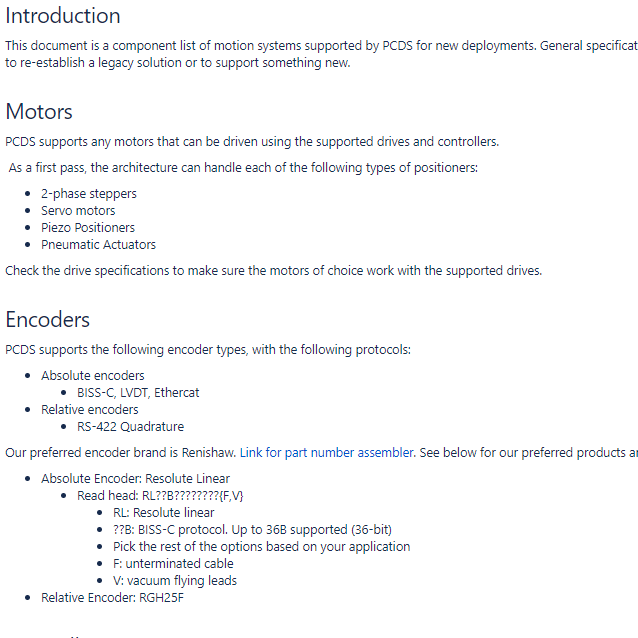 Introduction
This document is a component list of motion systems supported by PCDS for new deployments. General specificat
to re-establish a legacy solution or to support something new.
Motors
PCDS supports any motors that can be driven using the supported drives and controllers.
As a first pass, the architecture can handle each of the following types of positioners:
• 2-phase steppers
• Servo motors
• Piezo Positioners
• Pneumatic Actuators
Check the drive specifications to make sure the motors of choice work with the supported drives.
Encoders
PCDS supports the following encoder types, with the following protocols:
• Absolute encoders
• BISS-C, LVDT, Ethercat
• Relative encoders
• RS-422 Quadrature
Our preferred encoder brand is Renishaw. Link for part number assembler. See below for our preferred products a
• Absolute Encoder: Resolute Linear
• Read head: RL??B????????{F,V}
• RL: Resolute linear
• ??B: BISS-C protocol. Up to 36B supported (36-bit)
• Pick the rest of the options based on your application
• F: unterminated cable
• V: vacuum flying leads
• Relative Encoder: RGH25F